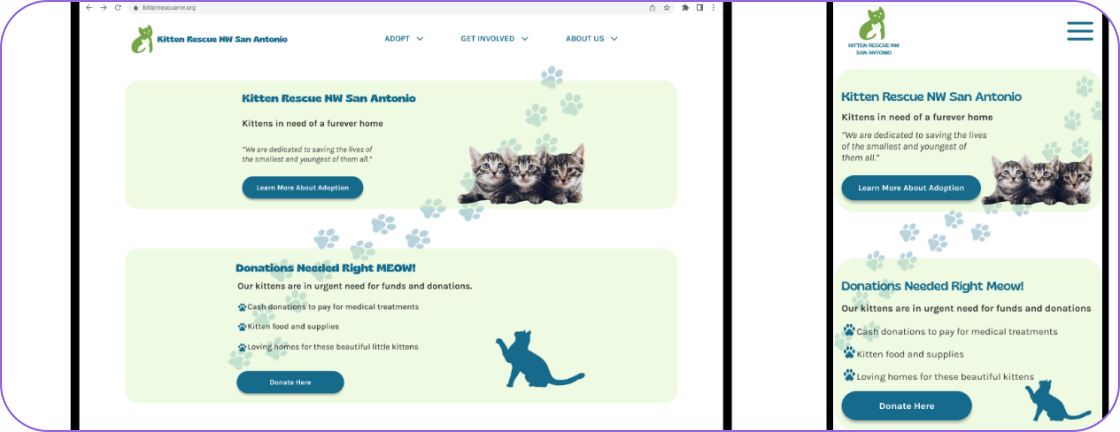 kittenrescuenw.org
Kitten Rescue NW San Antonio
ADOPT
GET INVOLVED
ABOUT US
Kitten Rescue NW San Antonio
Kittens in need of a furever home
“We are dedicated to saving the lives of
the smallest and youngest of them all.”
Learn More About Adoption
Donations Needed Right MEOW!
Our kittens are in urgent need for funds and donations.
Cash donations to pay for medical treatments
Kitten food and supplies
Loving homes for these beautiful little kittens
Donate Here
KITTEN RESCUE NW
SAN ANTONIO
Kitten Rescue NW San Antonio
Kittens in need of a furever home
“We are dedicated to saving the lives
of the smallest and youngest of
them all.”
Learn More About Adoption
Donations Needed Right Meow!
Our kittens are in urgent need for funds and donations
Cash donations to pay for medical treatments
Kitten food and supplies
Loving homes for these beautiful kittens
Donate Here